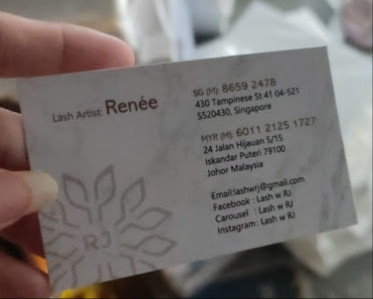 Lash Artist Renée
SG (M): 8659 2478
430 Tampinese St 41 04-521
S520430, Singapore
MYR (M): 6011 2125 1727
24 Jalan Hijauan 5/15
Iskandar Puteri 79100
Johor Malaysia
Email:lashwrj@gmail.com
Facebook : Lash w RJ
Carousel : Lash w RJ
Instagram : Lash w RJ
RJ